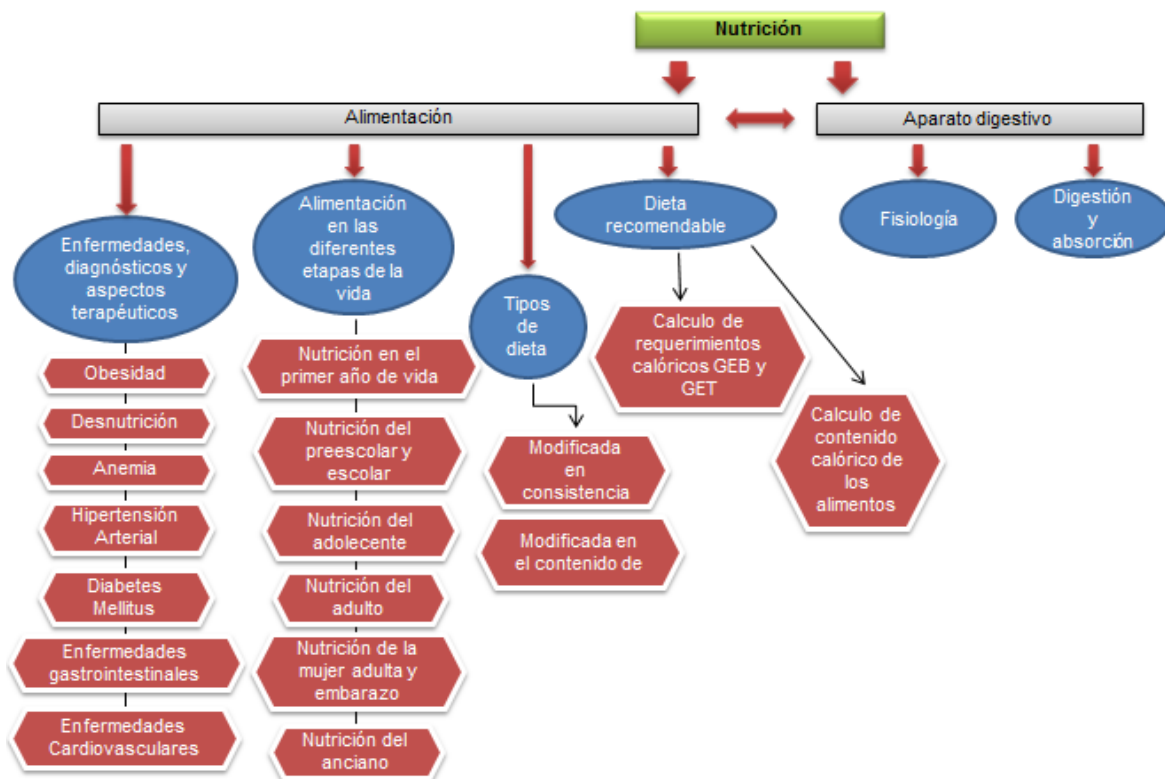 Nutrición
Alimentación
Aparato digestivo
Enfermedades,
diagnósticos y
aspectos
terapéuticos
Obesidad
Desnutrición
Anemia
Hipertensión
Arterial
Diabetes
Mellitus
Enfermedades
gastrointestinales
Enfermedades
Cardiovasculares
Alimentación
en las
diferentes
etapas de la
vida
Nutrición en el
primer año de vida
Nutrición del
preescolar y
escolar
Nutrición del
adolecente
Nutrición del
adulto
Nutrición de la
mujer adulta y
embarazo
Nutrición del
anciano
Tipos
de
dieta
Modificada
en
consistencia
Modificada en
el contenido de
Dieta
recomendable
Calculo de
requerimientos
calóricos GEB y
GET
Calculo de
contenido
calórico de
los
alimentos
Fisiología
Digestión
y
absorción